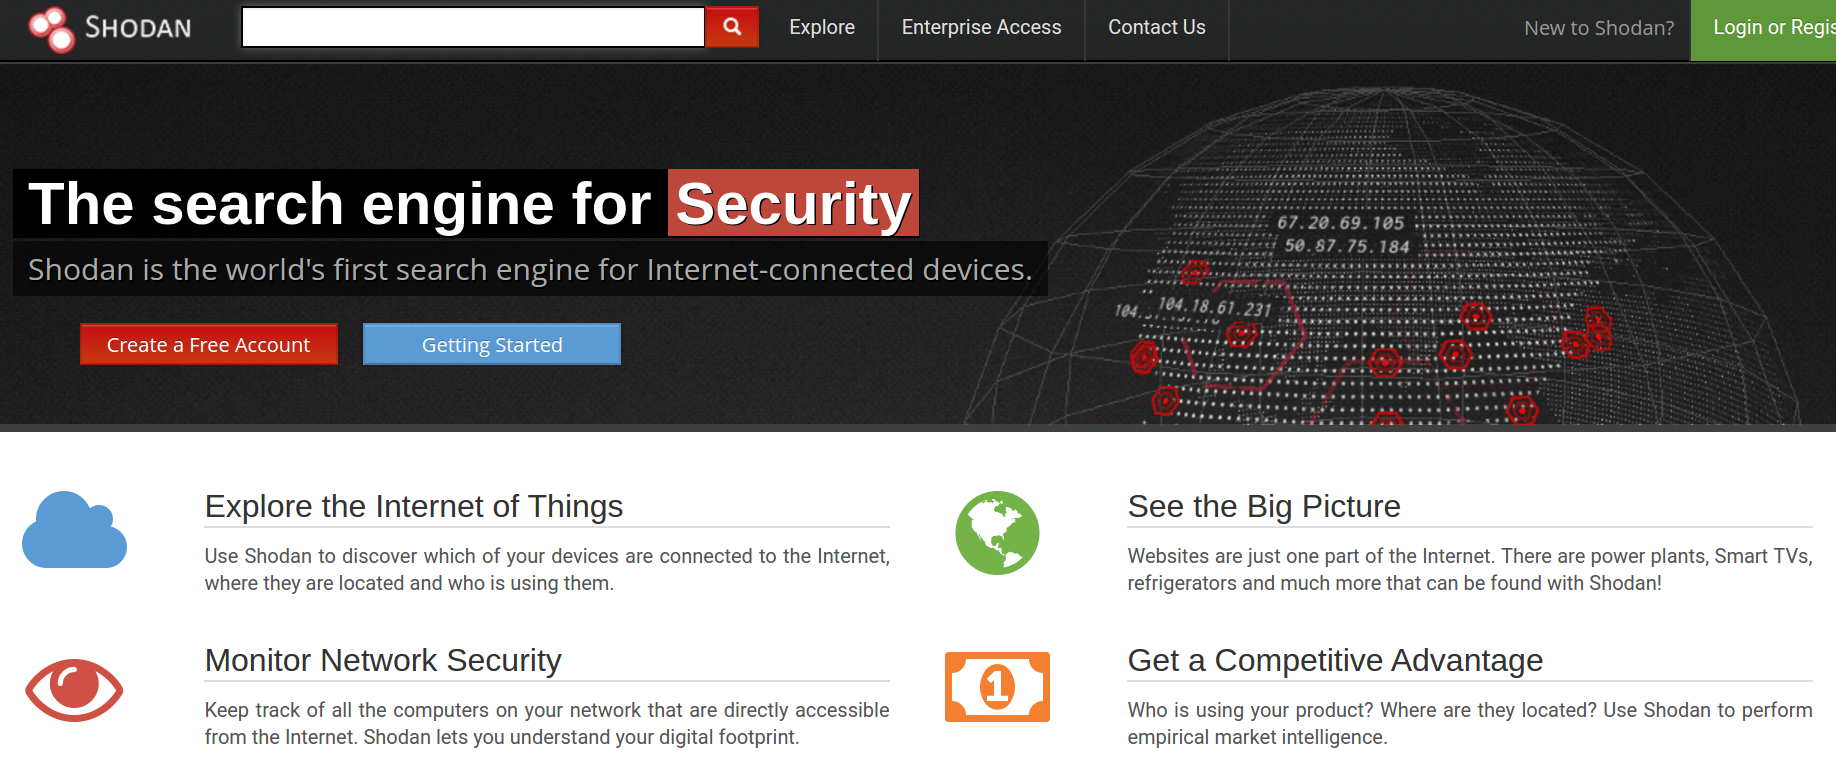 SHODAN
Explore
Enterprise Access
Contact Us
New to Shodan?
Login or Regis
The search engine for Security
Shodan is the world's first search engine for Internet-connected devices.
Create a Free Account
Getting Started
67.20.69.105
50.87.75.184
104.18.61.231
104.
Explore the Internet of Things
Use Shodan to discover which of your devices are connected to the Internet,
where they are located and who is using them.
See the Big Picture
Websites are just one part of the Internet. There are power plants, Smart TVs,
refrigerators and much more that can be found with Shodan!
Monitor Network Security
Keep track of all the computers on your network that are directly accessible
from the Internet. Shodan lets you understand your digital footprint.
1
Get a Competitive Advantage
Who is using your product? Where are they located? Use Shodan to perform
empirical market intelligence.